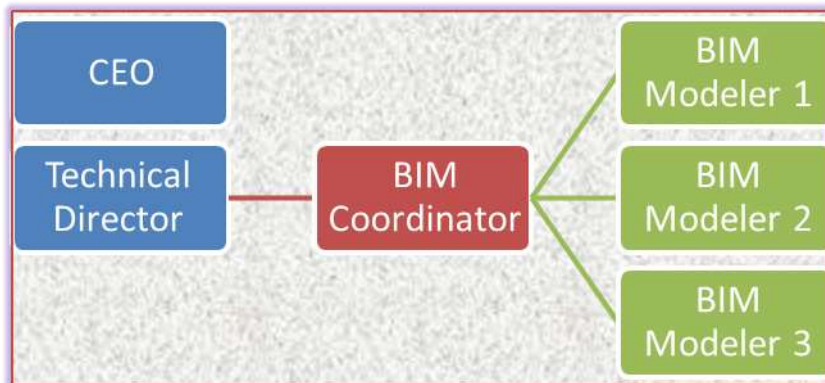 CEO
Technical
Director
BIM
Coordinator
BIM
Modeler 1
BIM
Modeler 2
BIM
Modeler 3